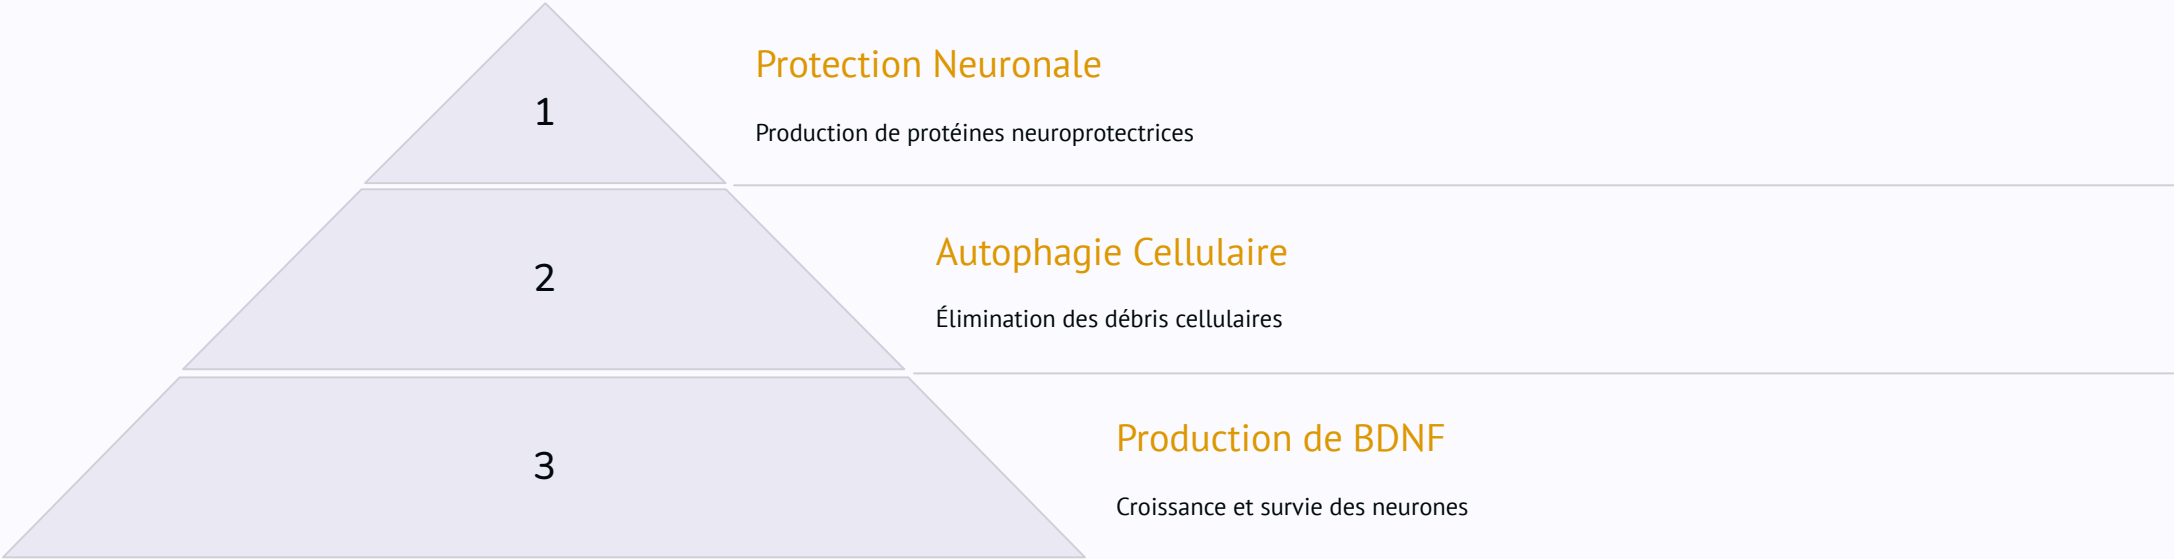 1
Protection Neuronale
Production de protéines neuroprotectrices
2
Autophagie Cellulaire
Élimination des débris cellulaires
3
Production de BDNF
Croissance et survie des neurones